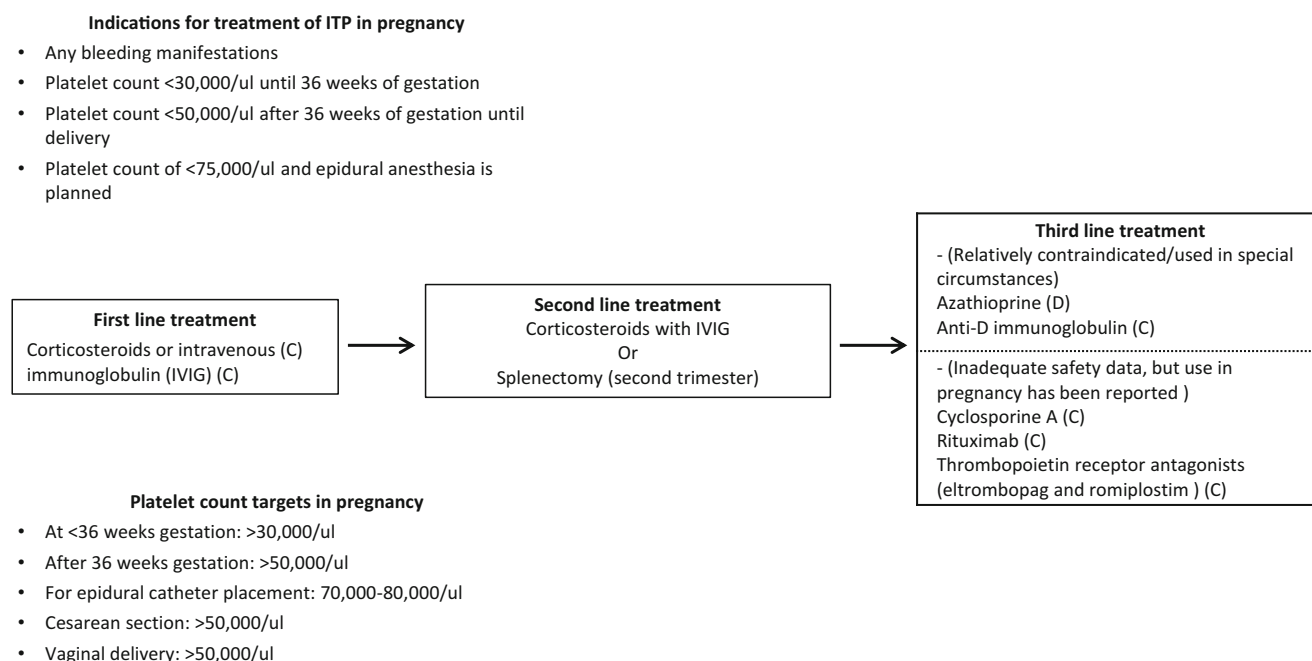 Indications for treatment of ITP in pregnancy
• Any bleeding manifestations
• Platelet count <30,000/ul until 36 weeks of gestation
• Platelet count <50,000/ul after 36 weeks of gestation until
delivery
• Platelet count of <75,000/ul and epidural anesthesia is
planned
First line treatment
Corticosteroids or intravenous (C)
immunoglobulin (IVIG) (C)
Second line treatment
Corticosteroids with IVIG
Or
Splenectomy (second trimester)
Third line treatment
- (Relatively contraindicated/used in special
circumstances)
Azathioprine (D)
Anti-D immunoglobulin (C)
- (Inadequate safety data, but use in
pregnancy has been reported )
Cyclosporine A (C)
Rituximab (C)
Thrombopoietin receptor antagonists
(eltrombopag and romiplostim ) (C)
Platelet count targets in pregnancy
• At <36 weeks gestation: >30,000/ul
• After 36 weeks gestation: >50,000/ul
• For epidural catheter placement: 70,000-80,000/ul
• Cesarean section: >50,000/ul
• Vaginal delivery: >50,000/ul